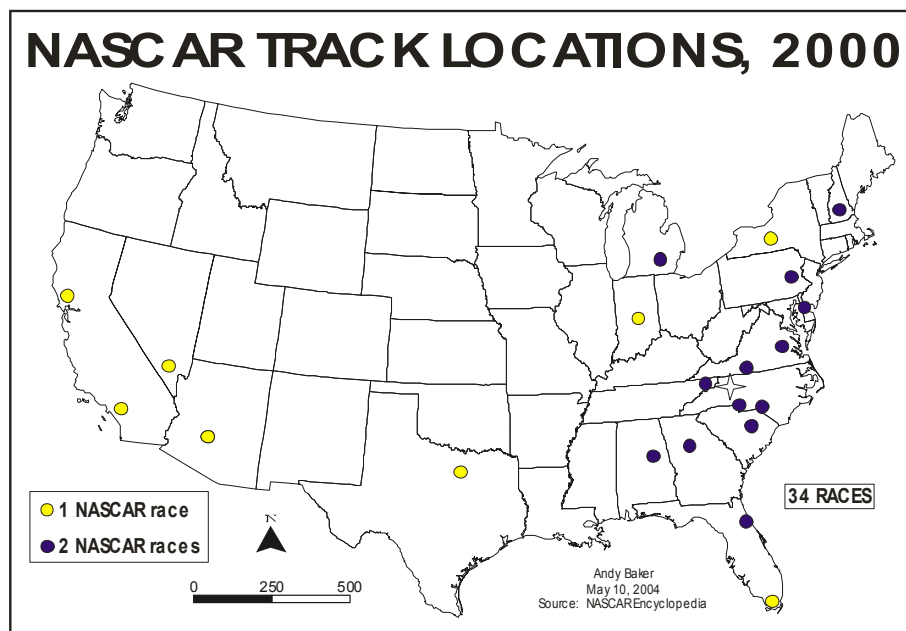 NASCAR TRACK LOCATIONS, 2000
34 RACES
1 NASCAR race
2 NASCAR races
N
0 250 500
Andy Baker
May 10, 2004
Source: NASCAR Encyclopedia